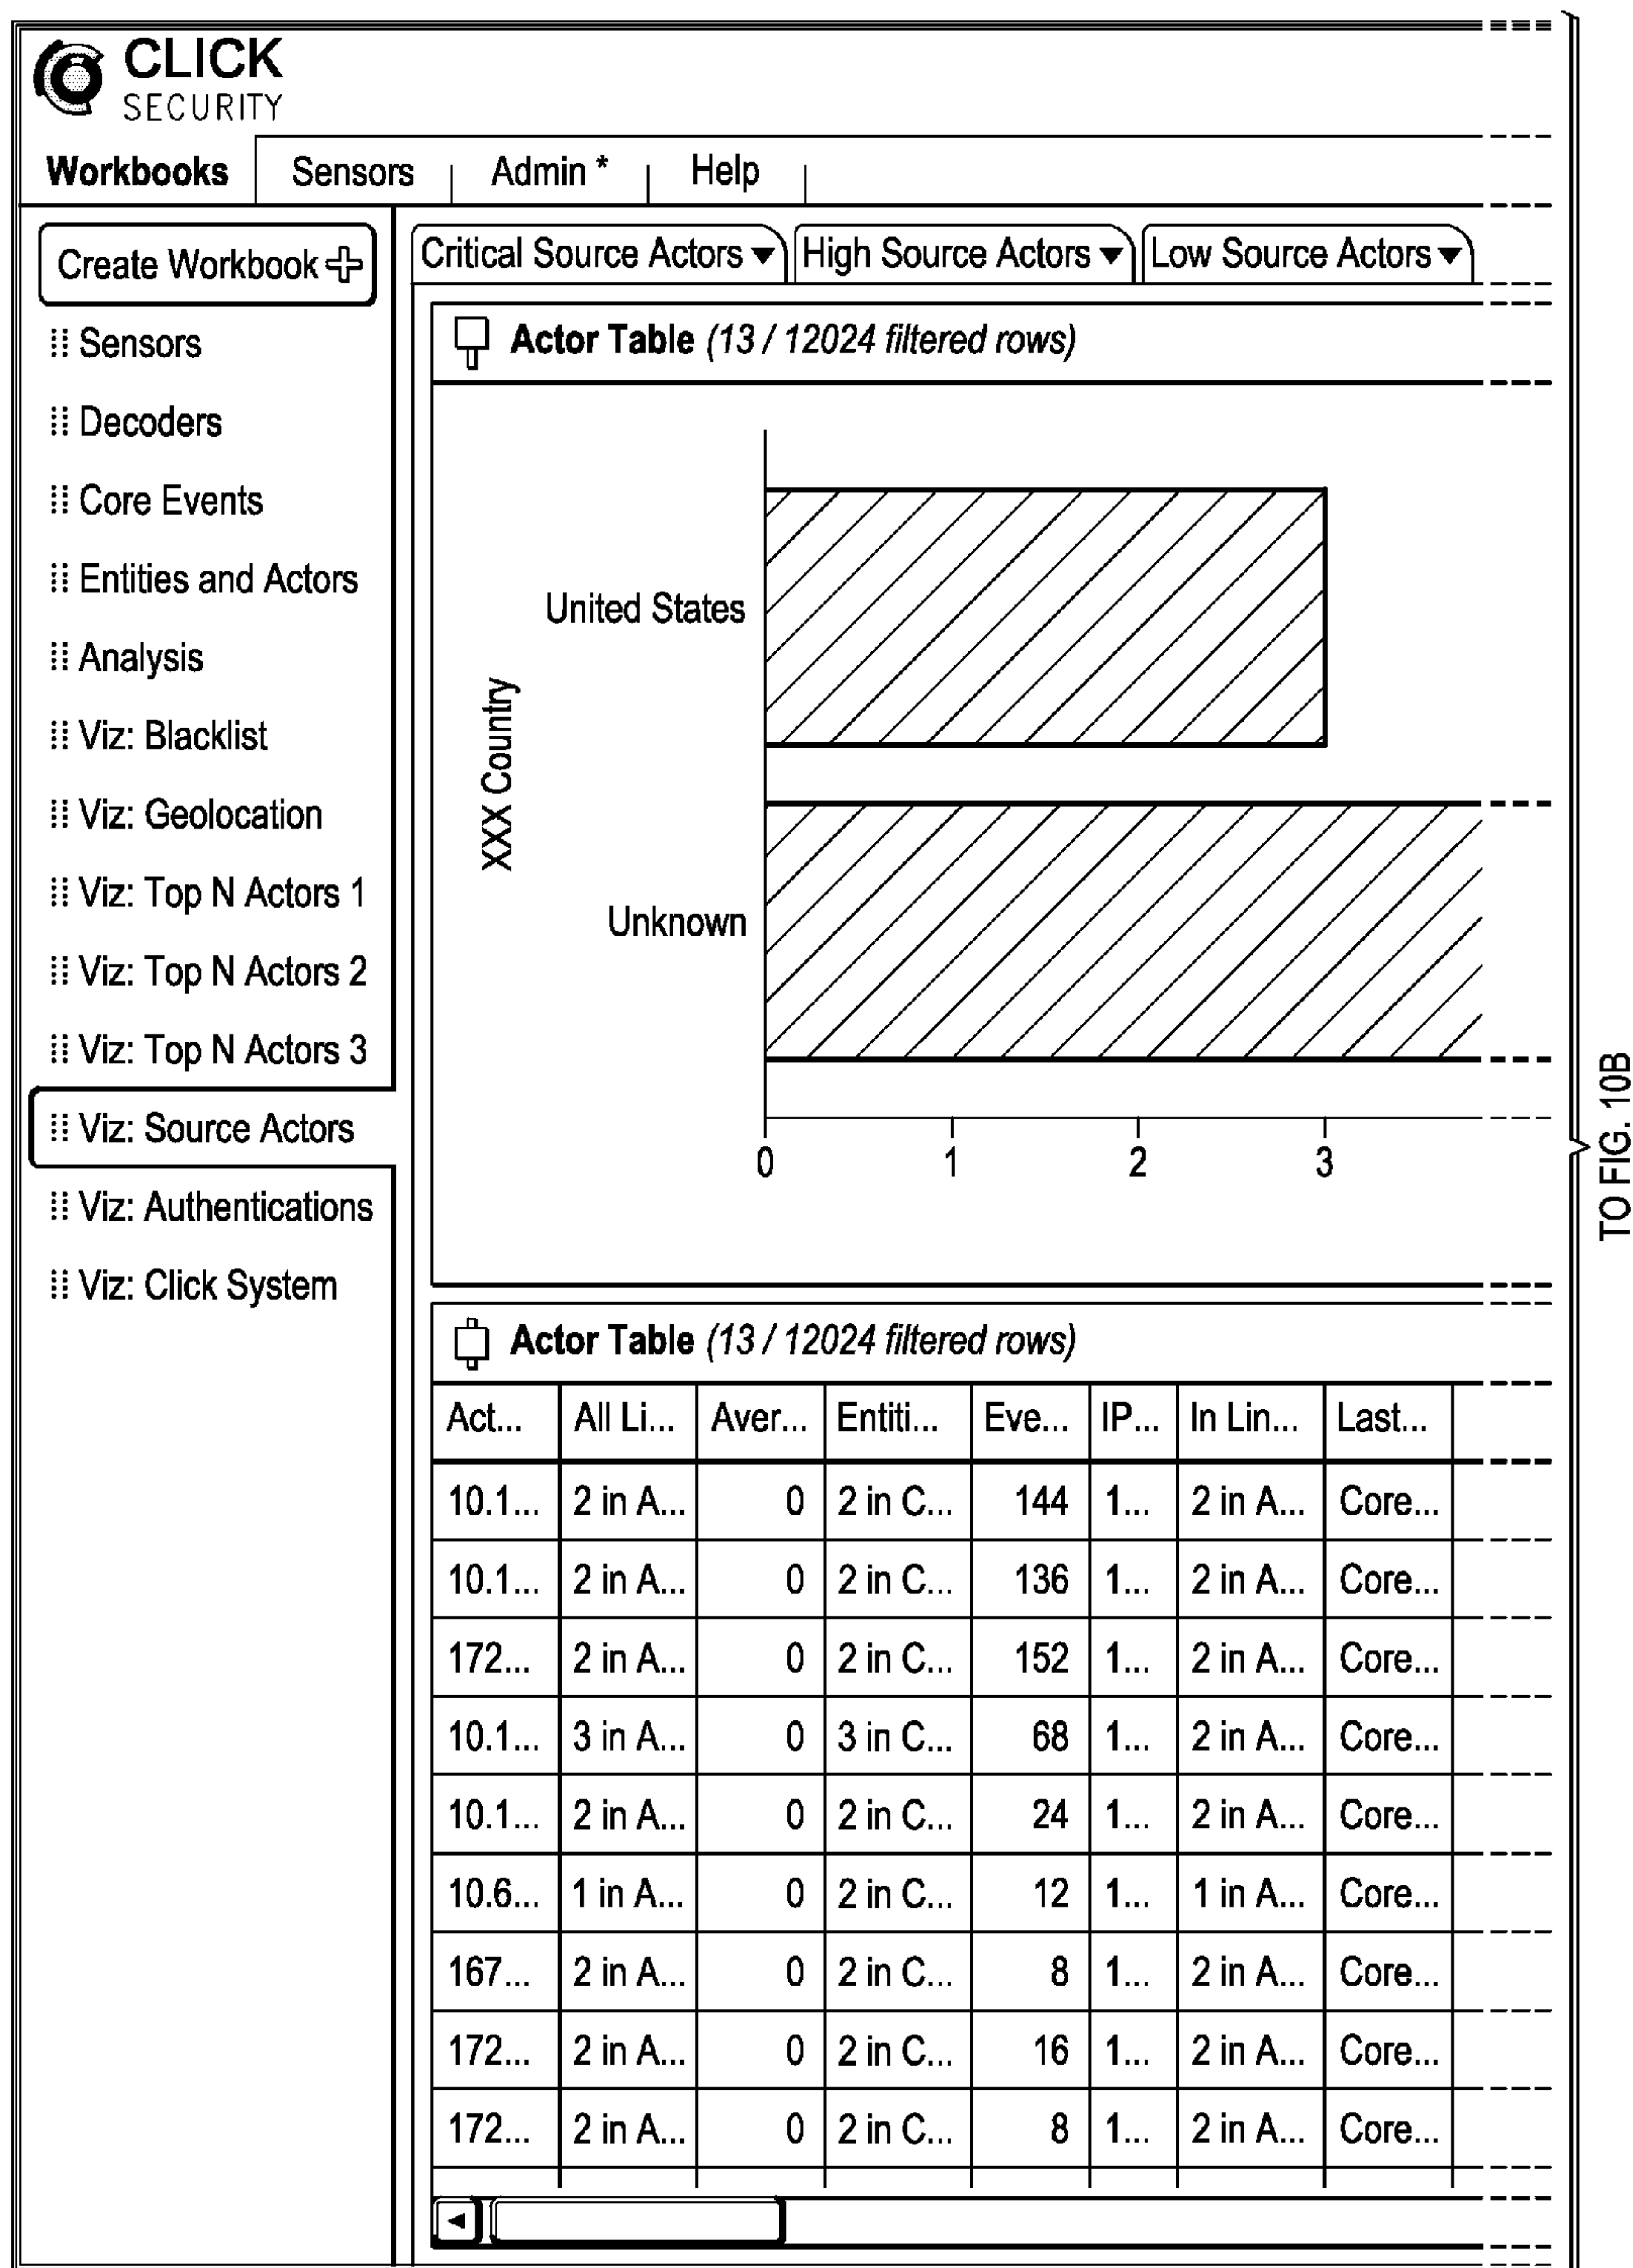 CLICK
SECURITY
Workbooks Sensors Admin * Help
Create Workbook
Sensors
Decoders
Core Events
Entities and Actors
Analysis
Viz: Blacklist
Viz: Geolocation
Viz: Top N Actors 1
Viz: Top N Actors 2
Viz: Top N Actors 3
Viz: Source Actors
Viz: Authentications
Viz: Click System
Critical Source Actors High Source Actors Low Source Actors
Actor Table (13 / 12024 filtered rows)
XXX Country
United States
Unknown
0 1 2 3
Actor Table (13 / 12024 filtered rows)
Act... All Li... Aver... Entiti... Eve... IP... In Lin... Last...
10.1... 2 in A... 0 2 in C... 144 1... 2 in A... Core...
10.1... 2 in A... 0 2 in C... 136 1... 2 in A... Core...
172... 2 in A... 0 2 in C... 152 1... 2 in A... Core...
10.1... 3 in A... 0 3 in C... 68 1... 2 in A... Core...
10.1... 2 in A... 0 2 in C... 24 1... 2 in A... Core...
10.6... 1 in A... 0 2 in C... 12 1... 1 in A... Core...
167... 2 in A... 0 2 in C... 8 1... 2 in A... Core...
172... 2 in A... 0 2 in C... 16 1... 2 in A... Core...
172... 2 in A... 0 2 in C... 8 1... 2 in A... Core...
TO FIG. 10B